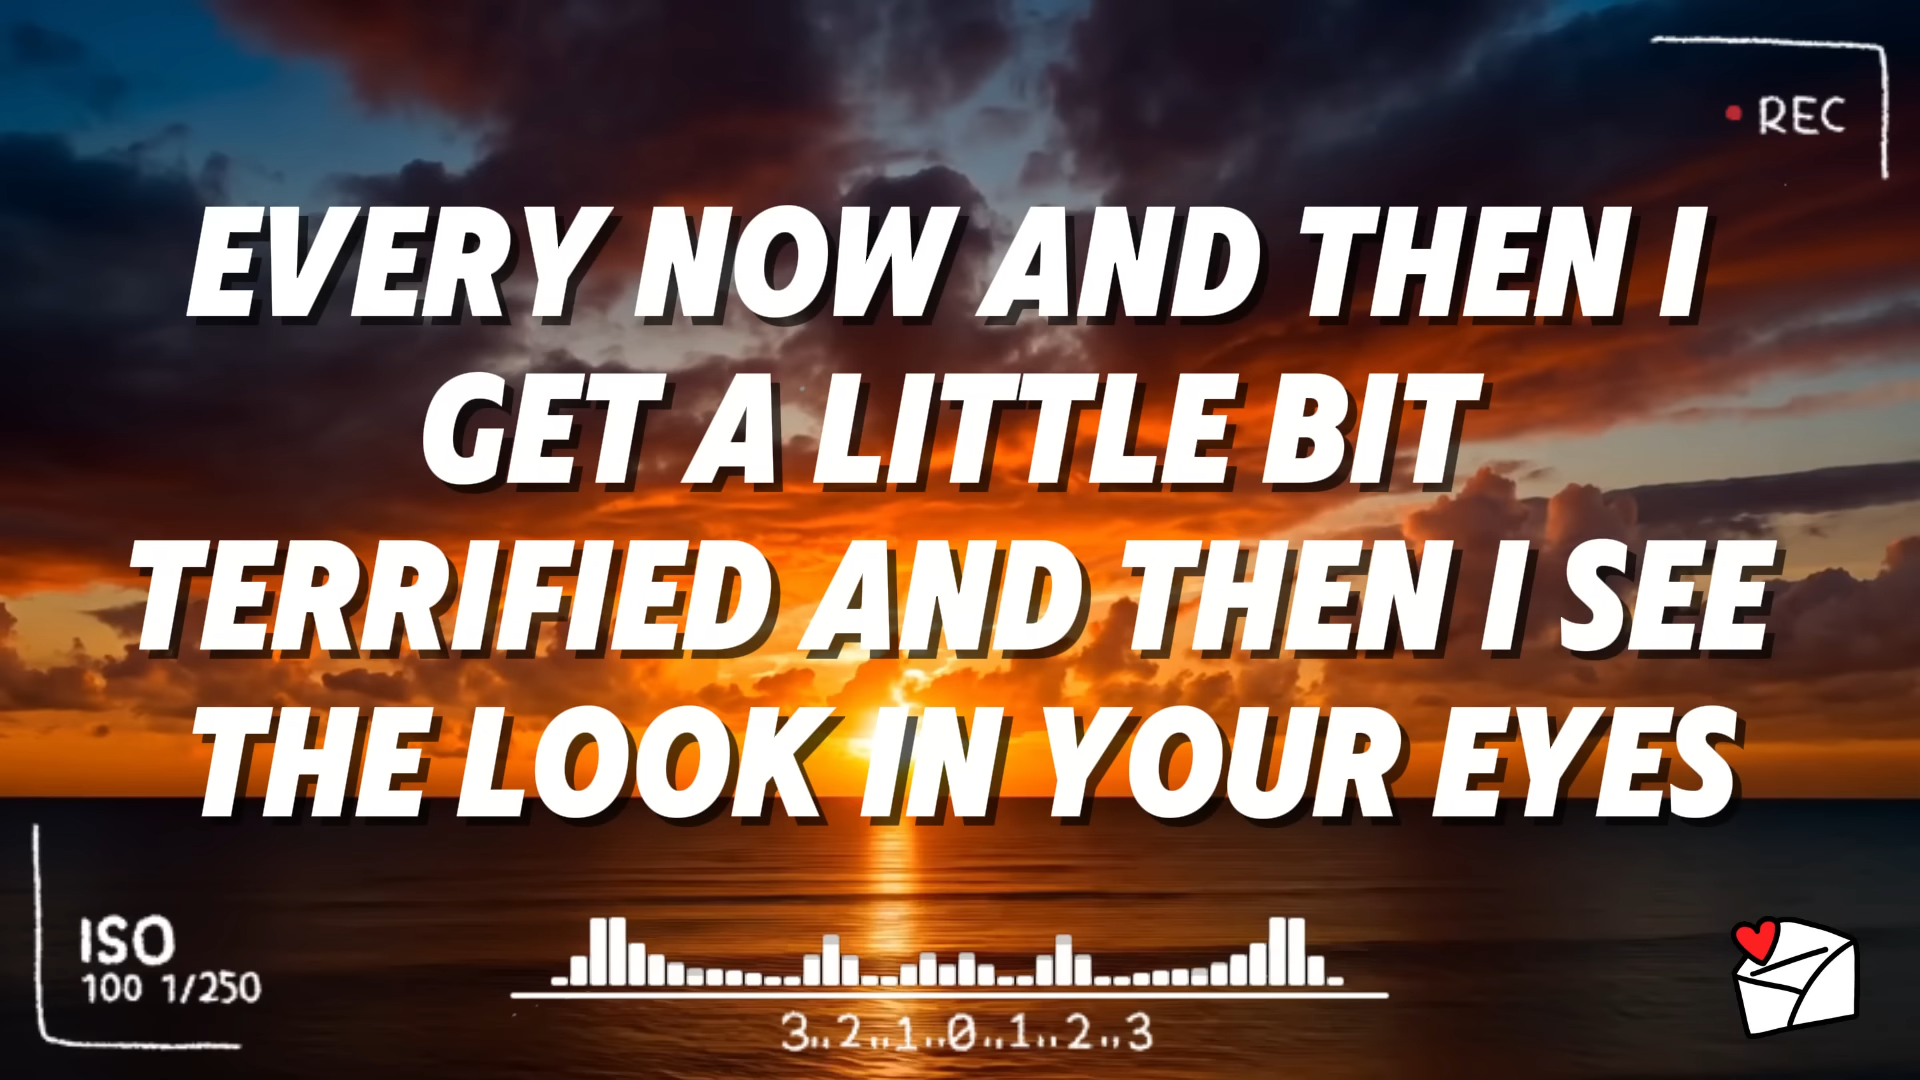 REC
EVERY NOW AND THEN I
GET A LITTLE BIT
TERRIFIED AND THEN I SEE
THE LOOK IN YOUR EYES
ISO
100 1/250
3..2..1..0..1..2..3